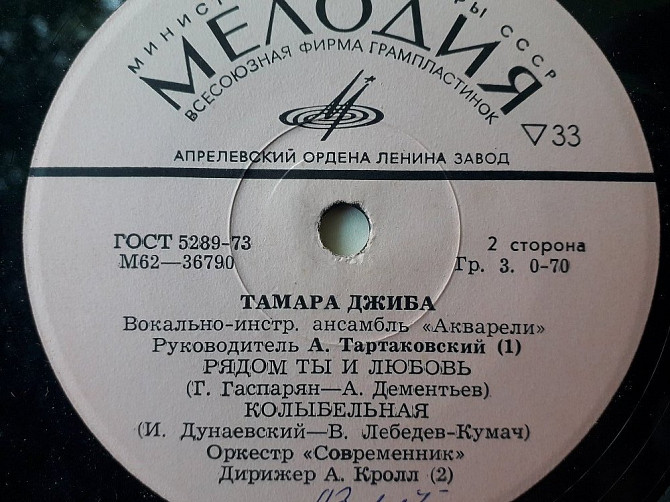 МИНИСТ
РЫ СССР
МЕЛОДИЯ
ВСЕСОЮЗНАЯ ФИРМА ГРАМПЛАСТИНОК
▽33
АПРЕЛЕВСКИЙ ОРДЕНА ЛЕНИНА ЗАВОД
ГОСТ 5289-73
2 сторона
М62—36790
Гр. 3. 0-70
ТАМАРА ДЖИБА
Вокально-инстр. ансамбль «Акварели»
Руководитель А. Тартаковский (1)
РЯДОМ ТЫ И ЛЮБОВЬ
(Г. Гаспарян—А. Дементьев)
КОЛЫБЕЛЬНАЯ
(И. Дунаевский—В. Лебедев-Кумач)
Оркестр «Современник»
Дирижер А. Кролл (2)